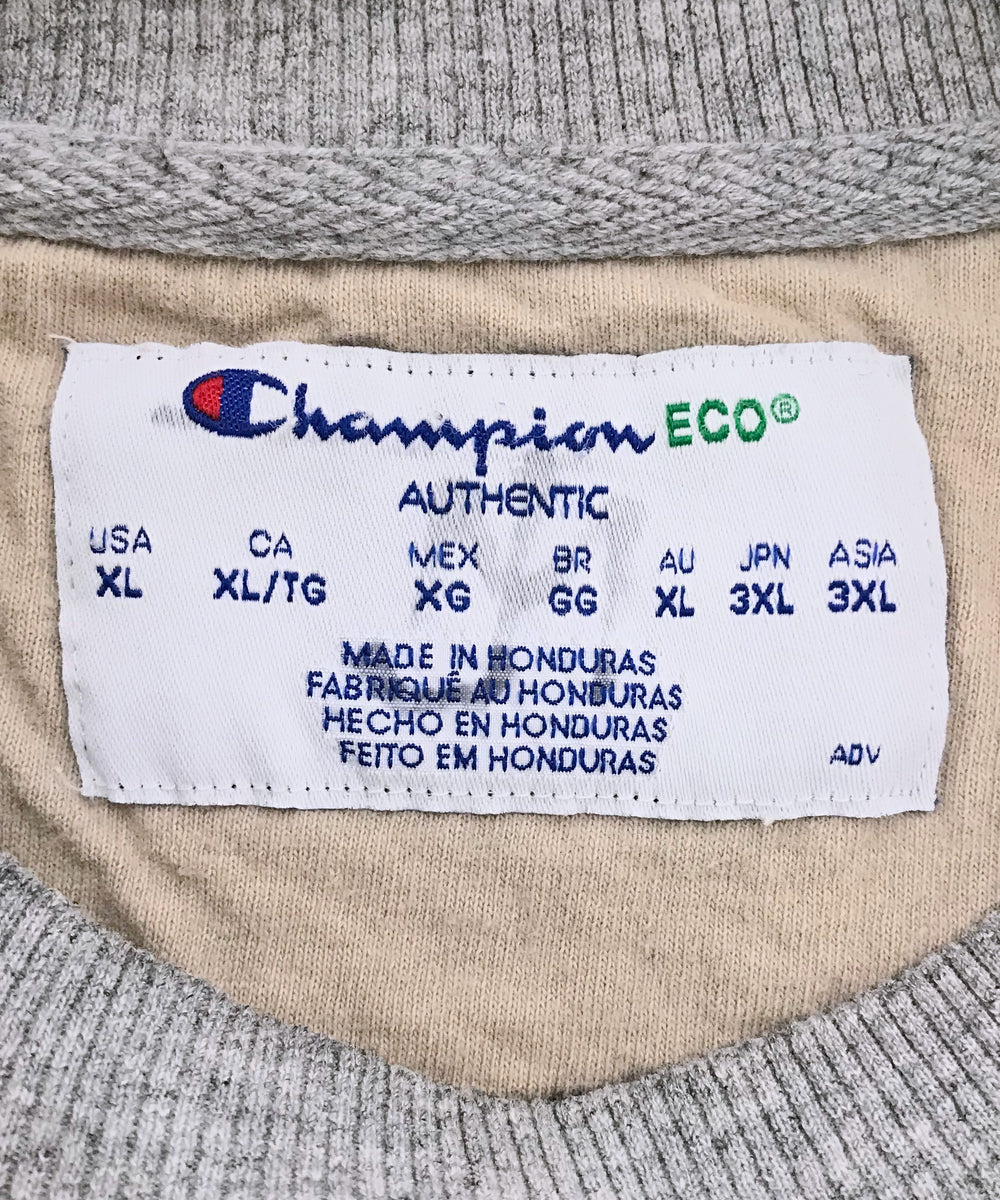 Champion ECO®
AUTHENTIC
USA CA MEX BR AU JPN ASIA
XL XL/TG XG GG XL 3XL 3XL
MADE IN HONDURAS
FABRIQUÉ AU HONDURAS
HECHO EN HONDURAS
FEITO EM HONDURAS
ADV